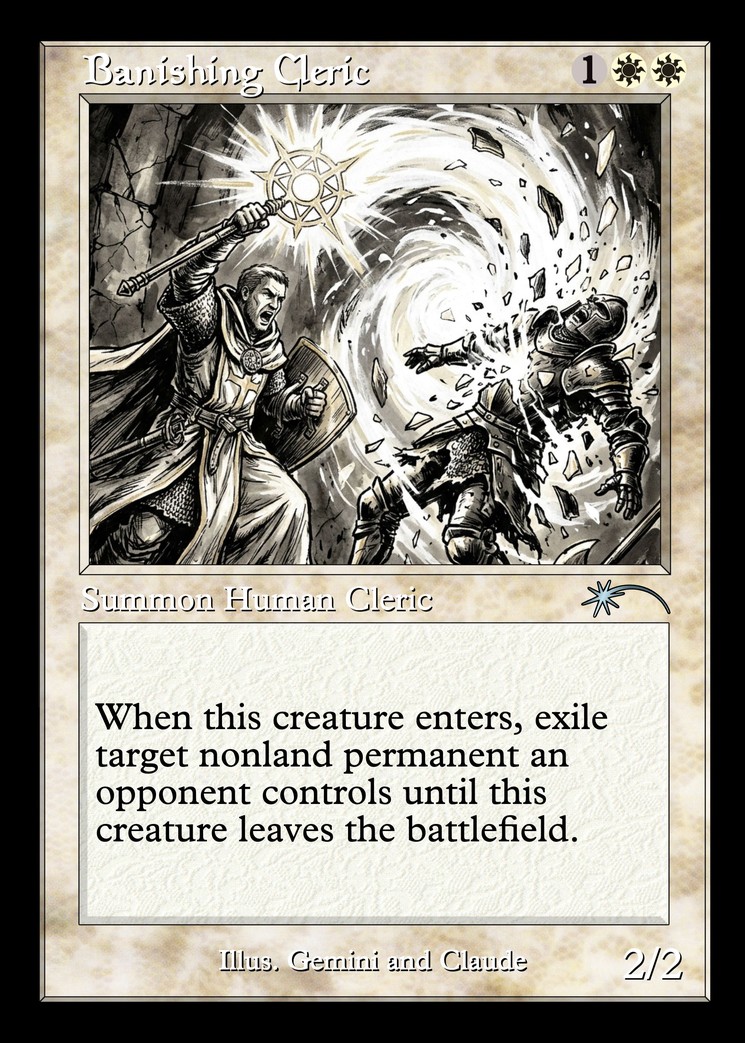 Banishing Cleric 1
Summon Human Cleric
When this creature enters, exile
target nonland permanent an
opponent controls until this
creature leaves the battlefield.
Illus. Gemini and Claude
2/2